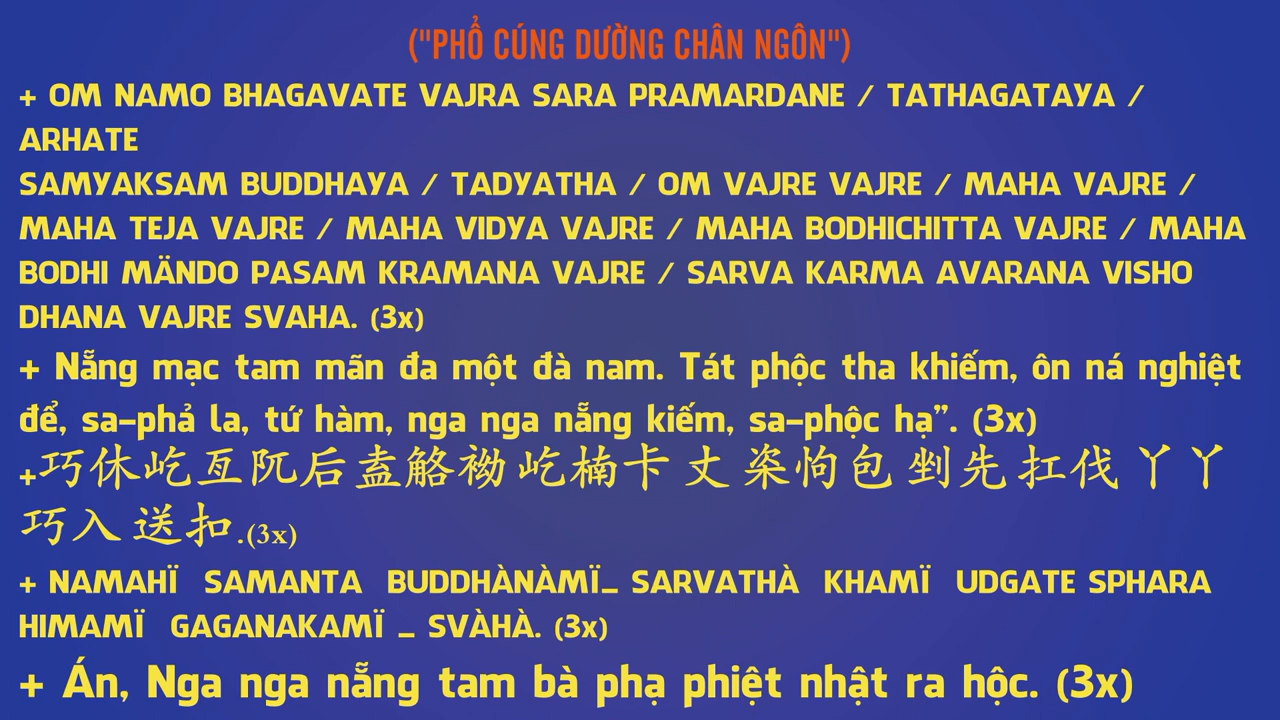 ("PHỔ CÚNG DƯỜNG CHÂN NGÔN")
+ OM NAMO BHAGAVATE VAJRA SARA PRAMARDANE / TATHAGATAYA /
ARHATE
SAMYAKSAM BUDDHAYA / TADYATHA / OM VAJRE VAJRE / MAHA VAJRE /
MAHA TEJA VAJRE / MAHA VIDYA VAJRE / MAHA BODHICHITTA VAJRE / MAHA
BODHI MÄNDO PASAM KRAMANA VAJRE / SARVA KARMA AVARANA VISHO
DHANA VAJRE SVAHA. (3x)
+ Nẵng mạc tam mãn đa một đà nam. Tát phộc tha khiếm, ôn ná nghiệt
để, sa-phả la, tứ hàm, nga nga nẵng kiếm, sa-phộc hạ”. (3x)
+巧休屹亙阮后盍觡袎屹楠卡丈 栥恦包 剉先 扛伐 丫丫
巧入 送扣.(3x)
+ NAMAHÏ SAMANTA BUDDHÀNÀMÏ_ SARVATHÀ KHAMÏ UDGATE SPHARA
HIMAMÏ GAGANAKAMÏ _ SVÀHÀ. (3x)
+ Án, Nga nga nẵng tam bà phạ phiệt nhật ra hộc. (3x)